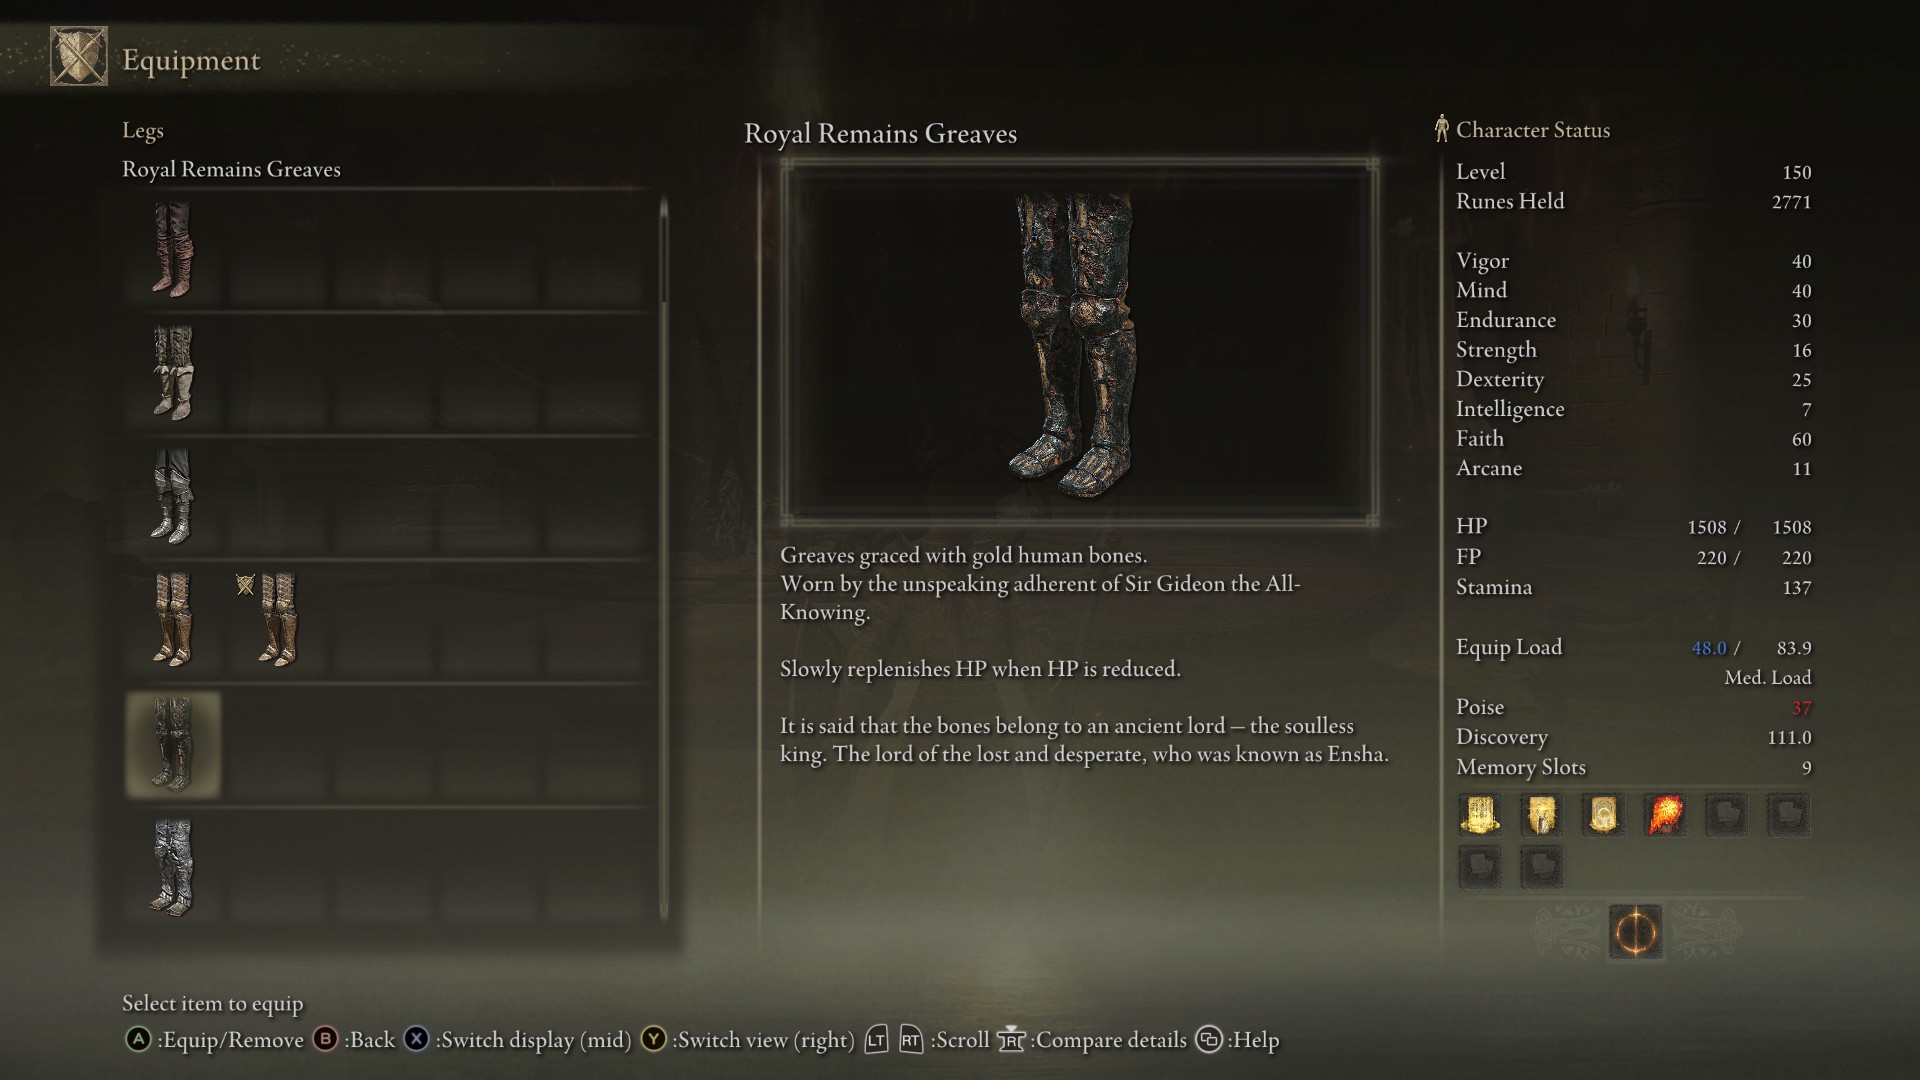 Equipment
Legs
Royal Remains Greaves
Royal Remains Greaves
Greaves graced with gold human bones.
Worn by the unspeaking adherent of Sir Gideon the All-
Knowing.
Slowly replenishes HP when HP is reduced.
It is said that the bones belong to an ancient lord – the soulless
king. The lord of the lost and desperate, who was known as Ensha.
Character Status
Level 150
Runes Held 2771
Vigor 40
Mind 40
Endurance 30
Strength 16
Dexterity 25
Intelligence 7
Faith 60
Arcane 11
HP 1508 / 1508
FP 220 / 220
Stamina 137
Equip Load 48.0 / 83.9
Med. Load
Poise 37
Discovery 111.0
Memory Slots 9
Select item to equip
A :Equip/Remove B :Back X :Switch display (mid) Y :Switch view (right) LT RT :Scroll R :Compare details :Help